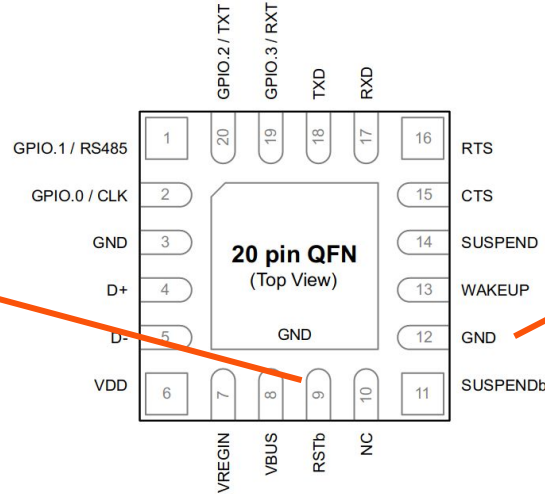 GPIO.2 / TXT
GPIO.3 / RXT
TXD
RXD
20
19
18
17
GPIO.1 / RS485
1
16
RTS
GPIO.0 / CLK
2
15
CTS
GND
3
14
SUSPEND
20 pin QFN
(Top View)
D+
4
13
WAKEUP
D-
5
GND
12
GND
VDD
6
7
8
9
10
11
SUSPENDb
VREGIN
VBUS
RSTb
NC